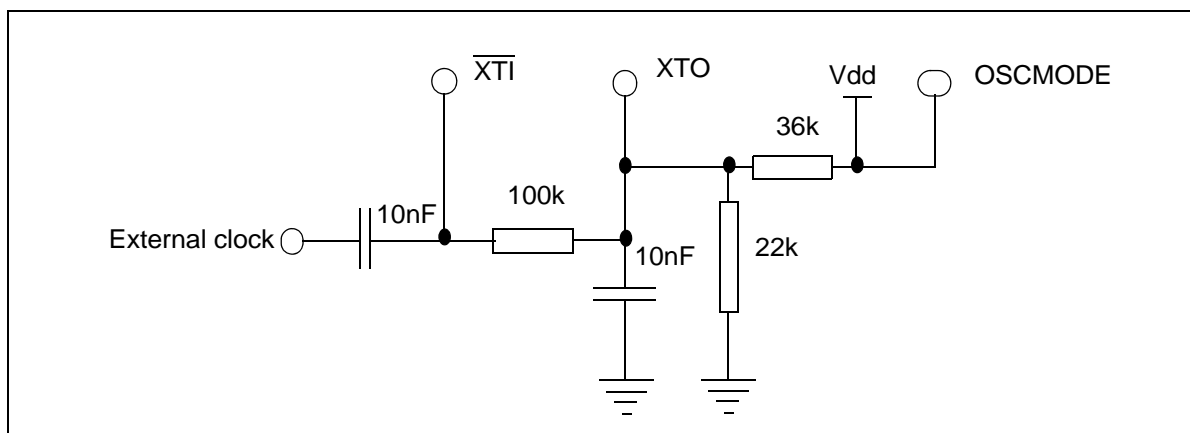 XTI
XTO
Vdd
OSCMODE
36k
100k
10nF
External clock
10nF
22k